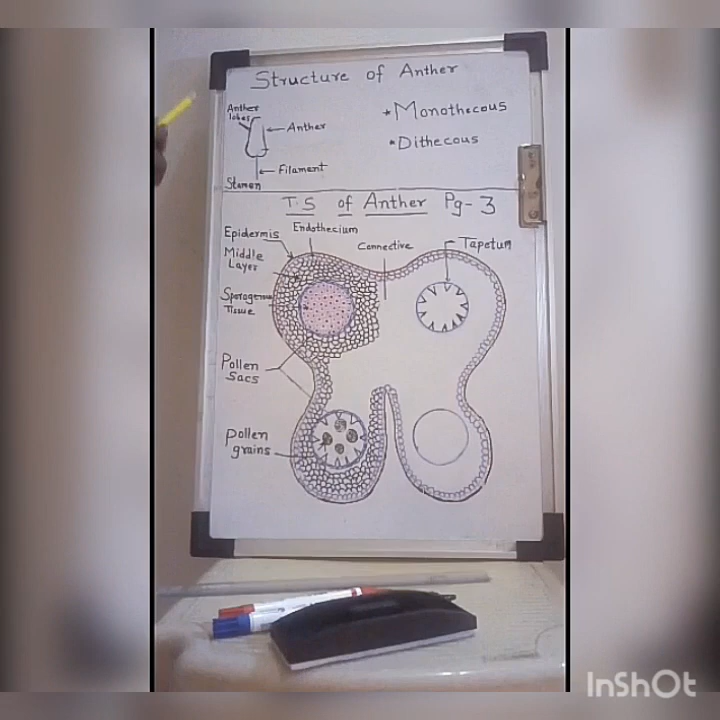 Structure of Anther
Anther
lobes
Anther
Filament
Stamen
*Monothecous
*Dithecous
T.S of Anther Pg-3
Epidermis
Endothecium
Connective
Tapetum
Middle
Layer
Sporogenous
Tissue
Pollen
Sacs
pollen
grains
InShOt